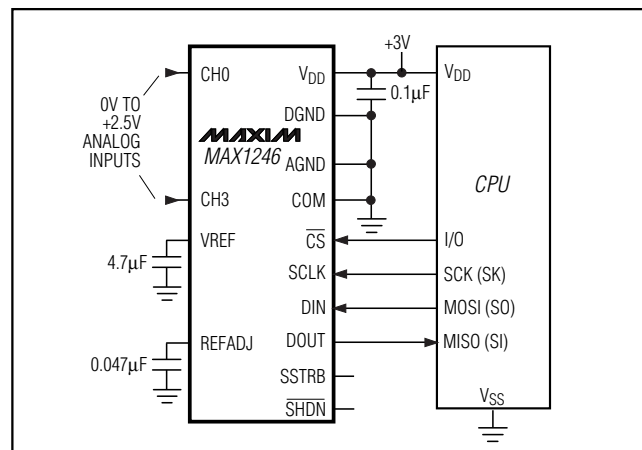 +3V
CH0
VDD
VDD
0.1µF
0V TO
+2.5V
ANALOG
INPUTS
DGND
MAXIM
MAX1246
AGND
CPU
CH3
COM
VREF
CS
I/O
4.7µF
SCLK
SCK (SK)
DIN
MOSI (SO)
REFADJ
DOUT
MISO (SI)
0.047µF
SSTRB
SHDN
VSS